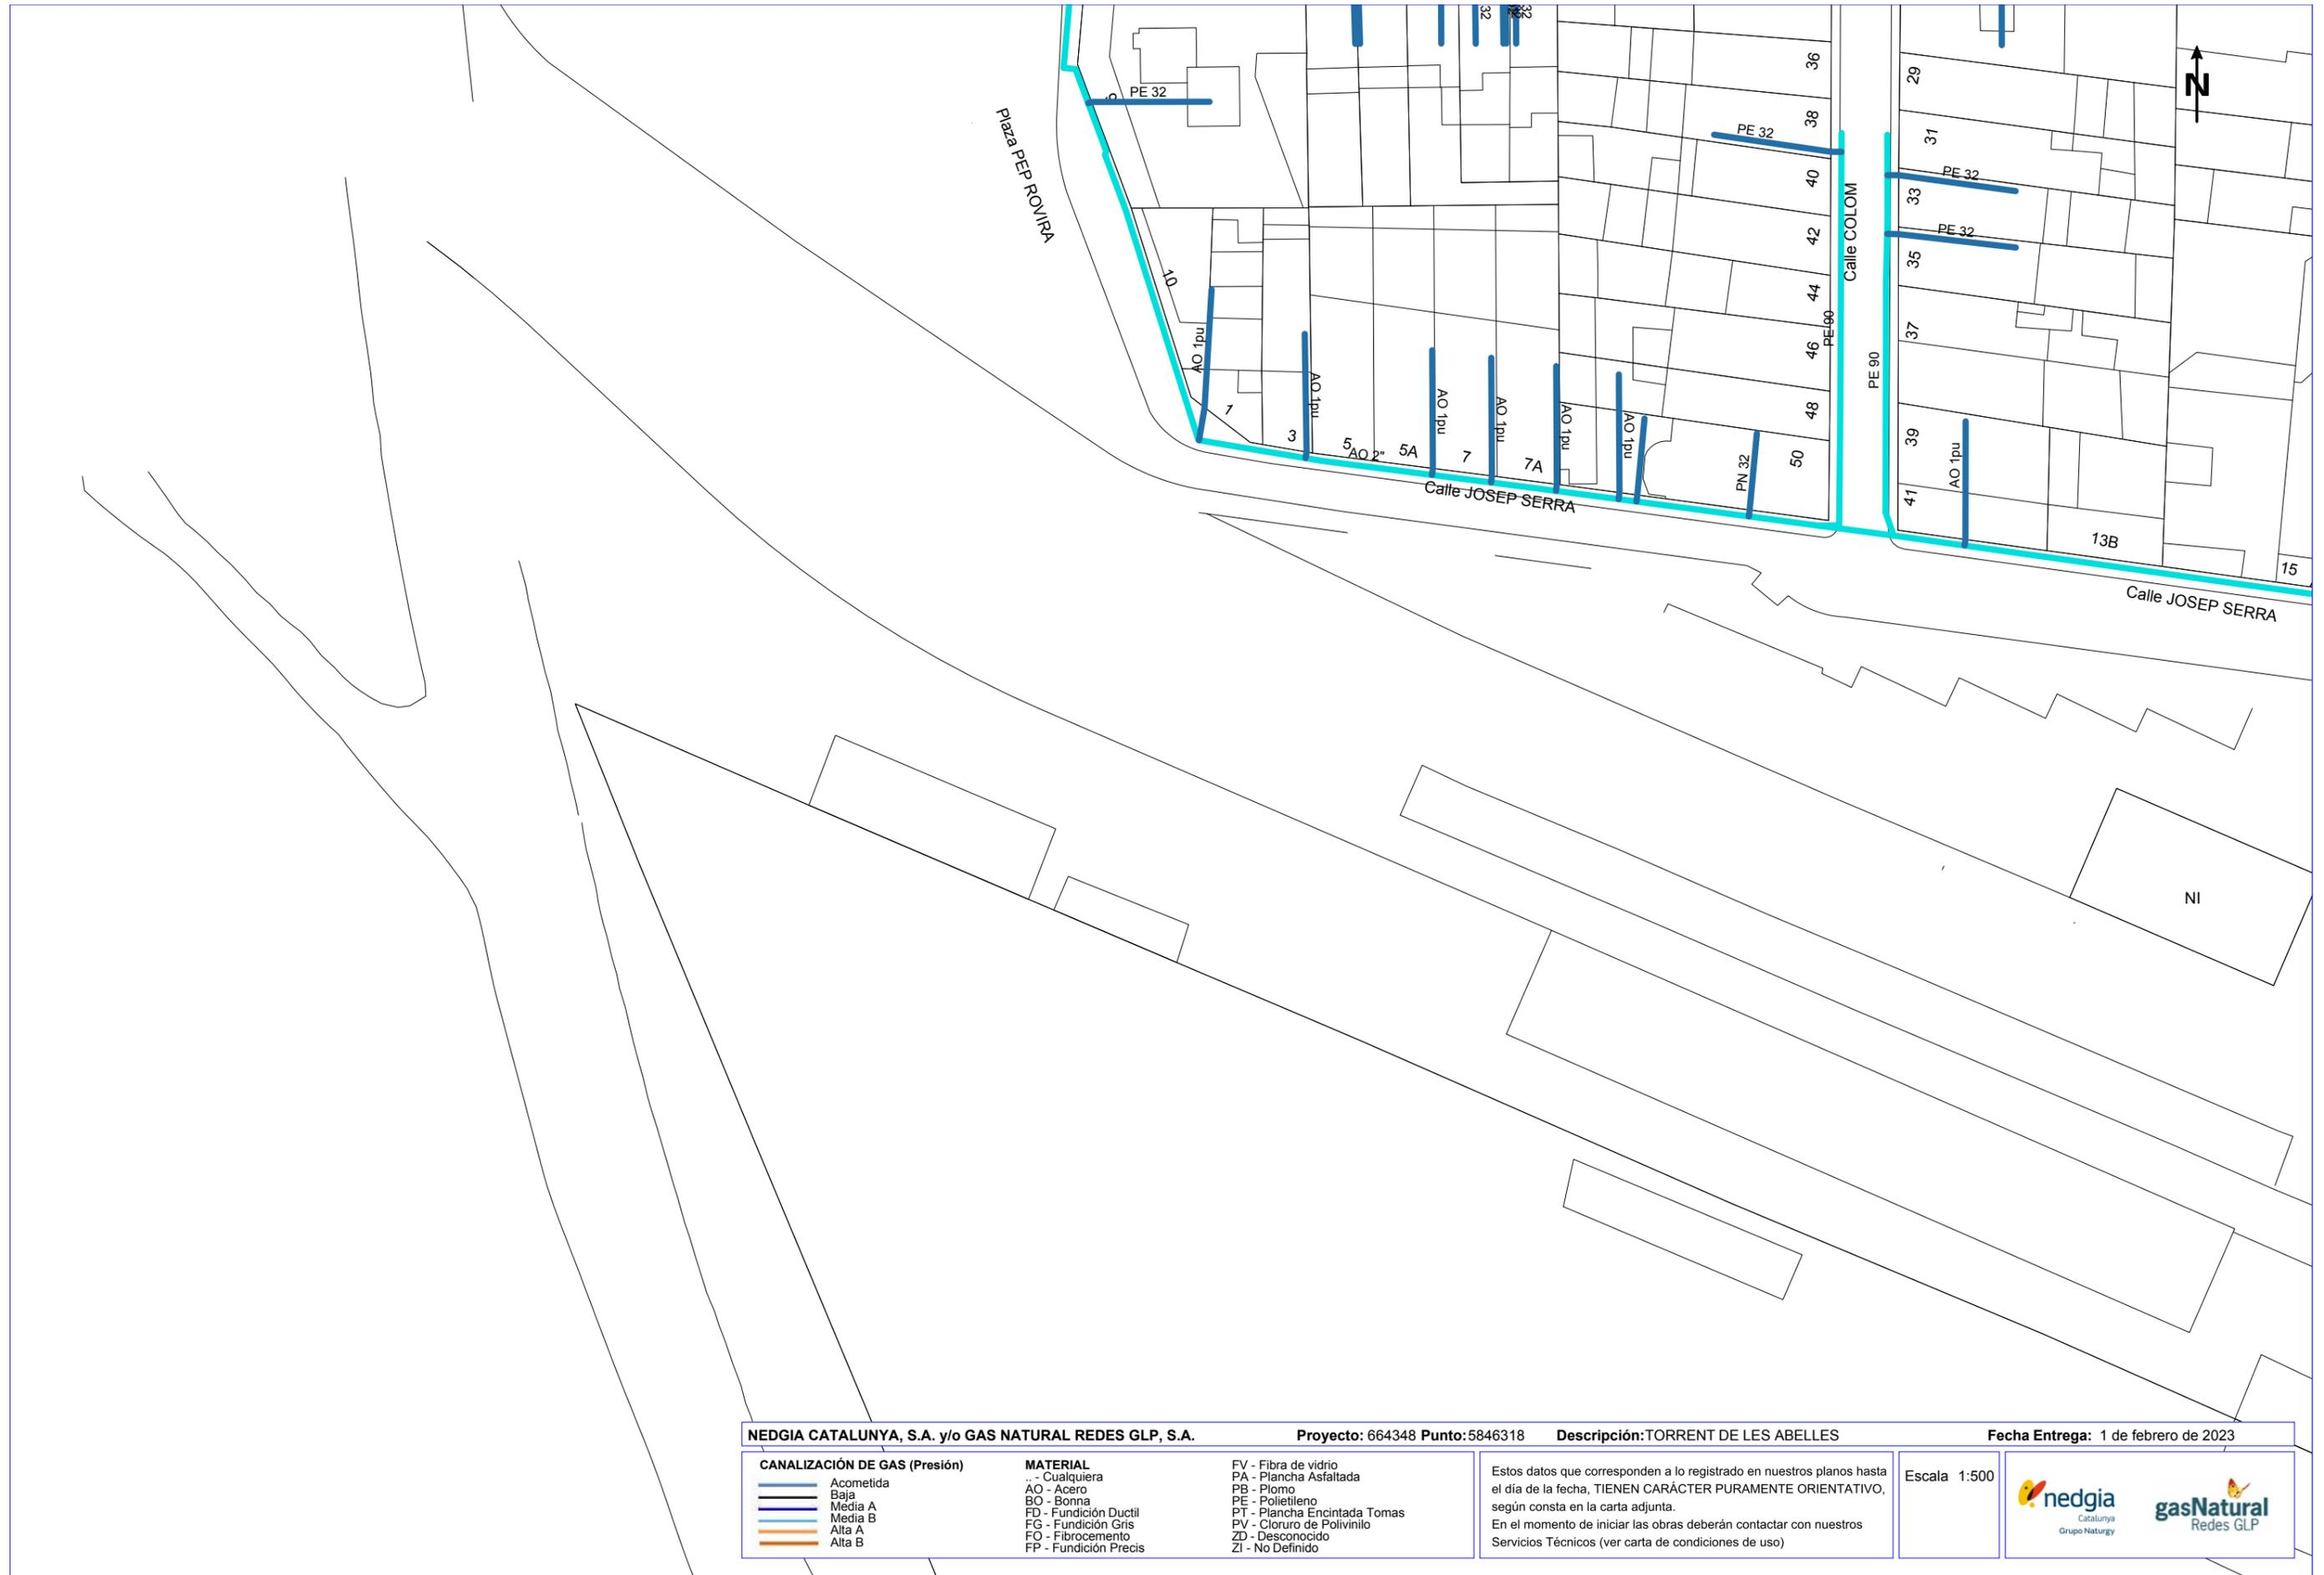 32
32
36
29
N
PE 32
9
38
31
PE 32
Plaza PEP ROVIRA
40
PE 32
33
Calle COLOM
42
PE 32
35
10
44
37
PE 90
46
AO 1pu
PE 90
1
AO 1pu
AO 1pu
AO 1pu
AO 1pu
AO 1pu
48
3
5
AO 2"
5A
7
7A
50
39
PN 32
AO 1pu
41
Calle JOSEP SERRA
13B
15
Calle JOSEP SERRA
NI
NEDGIA CATALUNYA, S.A. y/o GAS NATURAL REDES GLP, S.A. Proyecto: 664348 Punto:5846318 Descripción:TORRENT DE LES ABELLES Fecha Entrega: 1 de febrero de 2023
CANALIZACIÓN DE GAS (Presión)
Acometida
Baja
Media A
Media B
Alta A
Alta B
MATERIAL
.. - Cualquiera
AO - Acero
BO - Bonna
FD - Fundición Ductil
FG - Fundición Gris
FO - Fibrocemento
FP - Fundición Precis
FV - Fibra de vidrio
PA - Plancha Asfaltada
PB - Plomo
PE - Polietileno
PT - Plancha Encintada Tomas
PV - Cloruro de Polivinilo
ZD - Desconocido
ZI - No Definido
Estos datos que corresponden a lo registrado en nuestros planos hasta
el día de la fecha, TIENEN CARÁCTER PURAMENTE ORIENTATIVO,
según consta en la carta adjunta.
En el momento de iniciar las obras deberán contactar con nuestros
Servicios Técnicos (ver carta de condiciones de uso)
Escala 1:500
nedgia
Catalunya
Grupo Naturgy
gasNatural
Redes GLP